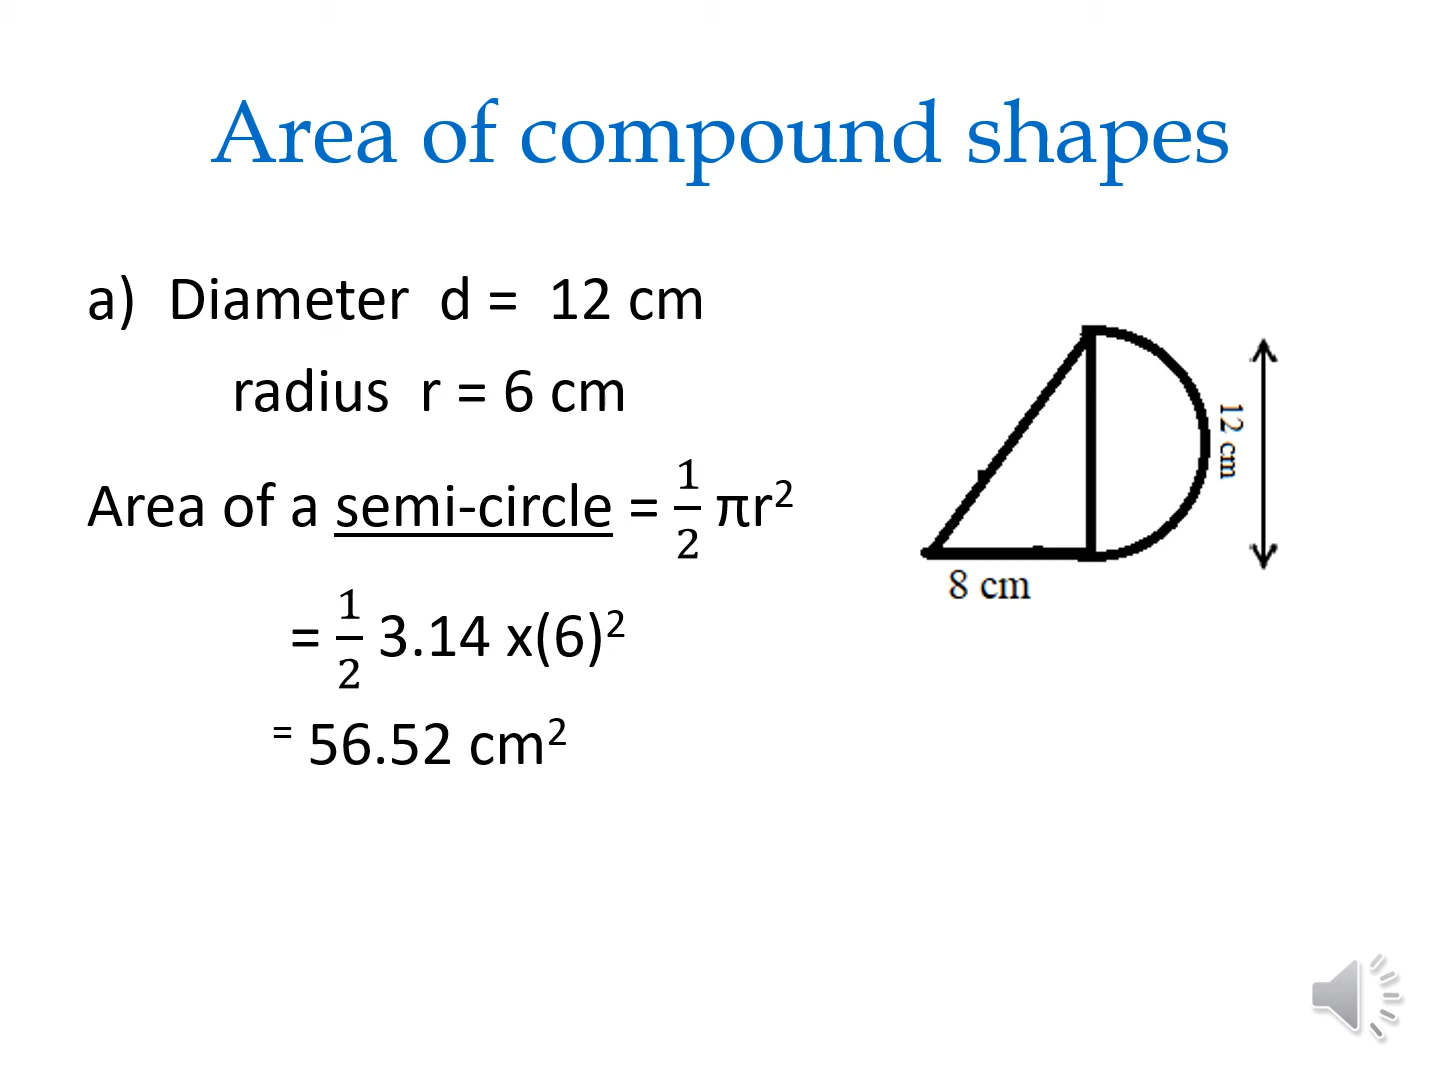 Area of compound shapes
a) Diameter d = 12 cm
radius r = 6 cm
Area of a semi-circle = 1/2 πr²
= 1/2 3.14 x(6)²
= 56.52 cm²
12 cm
8 cm